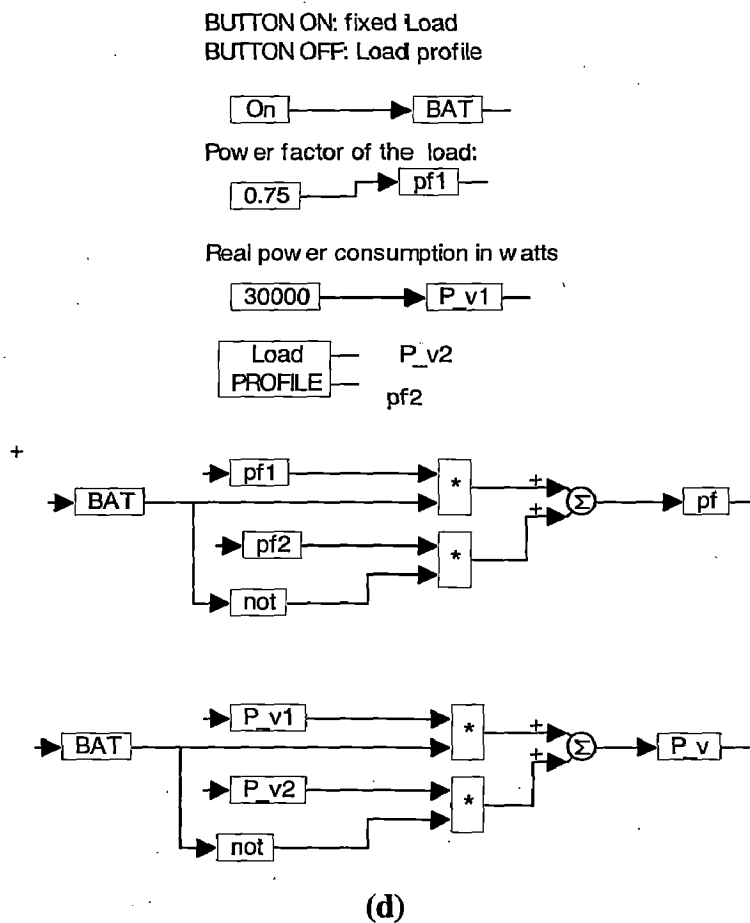 BUTTON ON: fixed Load
BUTTON OFF: Load profile
On BAT
Power factor of the load:
0.75 pf1
Real power consumption in watts
30000 P_v1
Load P_v2
PROFILE pf2
+
pf1 * + Σ pf
BAT +
pf2 *
not
P_v1 * + Σ P_v
BAT +
P_v2 *
not
(d)